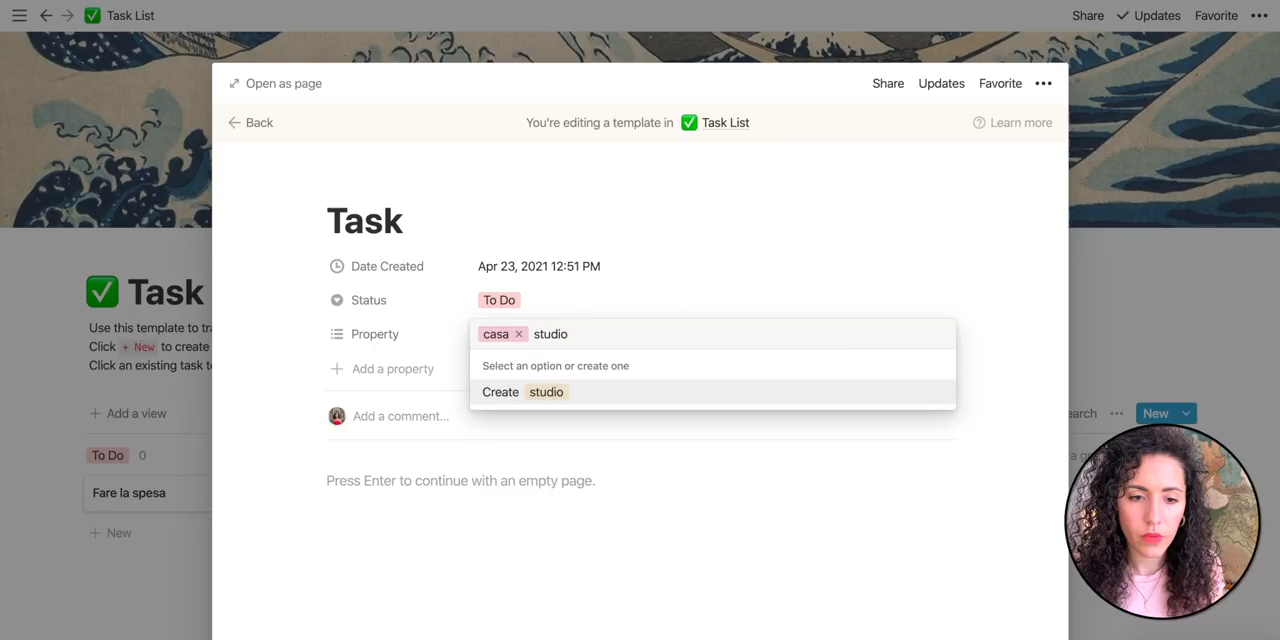 Task List
Share Updates Favorite
Open as page
Share Updates Favorite
Back
You're editing a template in Task List
Learn more
Task
Date Created Apr 23, 2021 12:51 PM
Status To Do
Property casa × studio
Select an option or create one
Create studio
Add a property
Add a comment...
Press Enter to continue with an empty page.
Task
Use this template to
Click + New to create
Click an existing task
Add a view
To Do 0
Fare la spesa
+ New
New